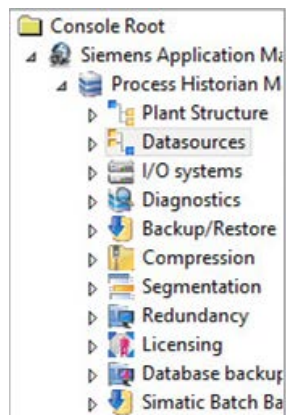 Console Root
Siemens Application Ma
Process Historian M
Plant Structure
Datasources
I/O systems
Diagnostics
Backup/Restore
Compression
Segmentation
Redundancy
Licensing
Database backup
Simatic Batch Ba